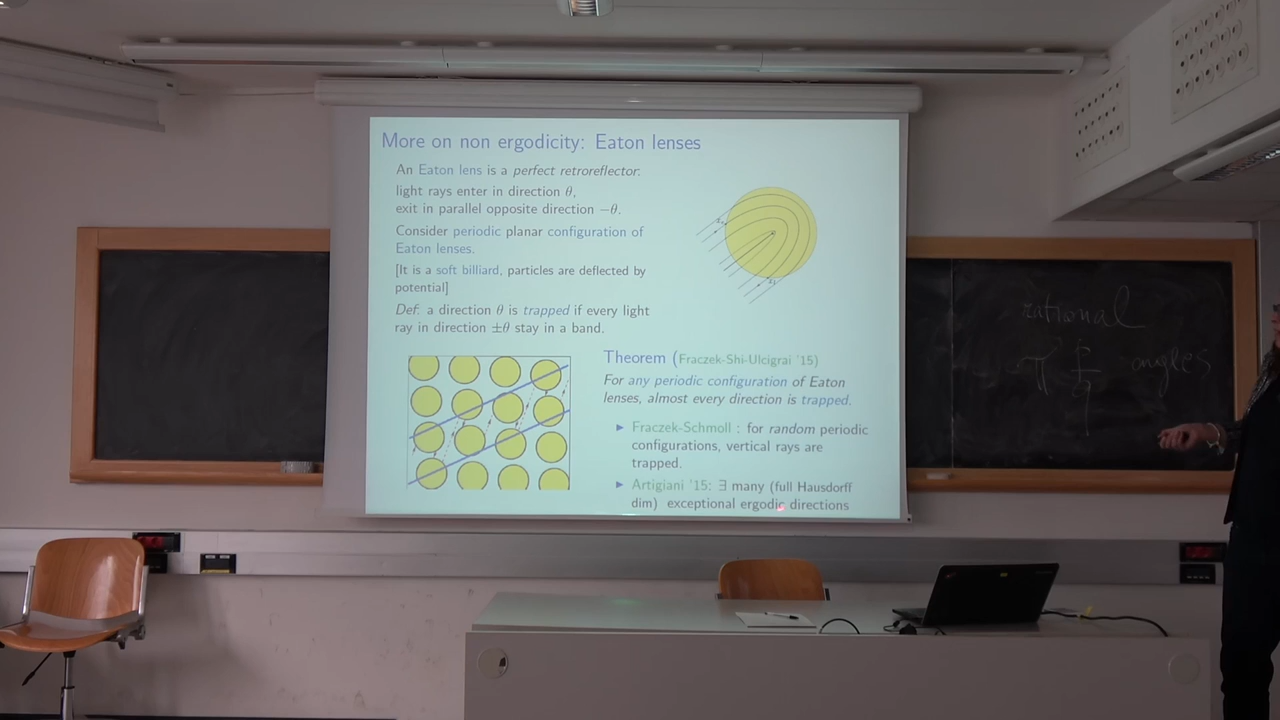 More on non ergodicity: Eaton lenses
An Eaton lens is a perfect retroreflector:
light rays enter in direction θ,
exit in parallel opposite direction −θ.
Consider periodic planar configuration of
Eaton lenses.
[It is a soft billiard, particles are deflected by
potential]
Def: a direction θ is trapped if every light
ray in direction ±θ stay in a band.
Theorem (Fraczek-Shi-Ulcigrai '15)
For any periodic configuration of Eaton
lenses, almost every direction is trapped.
▶ Fraczek-Schmoll : for random periodic
configurations, vertical rays are
trapped.
▶ Artigiani '15: ∃ many (full Hausdorff
dim) exceptional ergodic directions
rational
π p/q angles